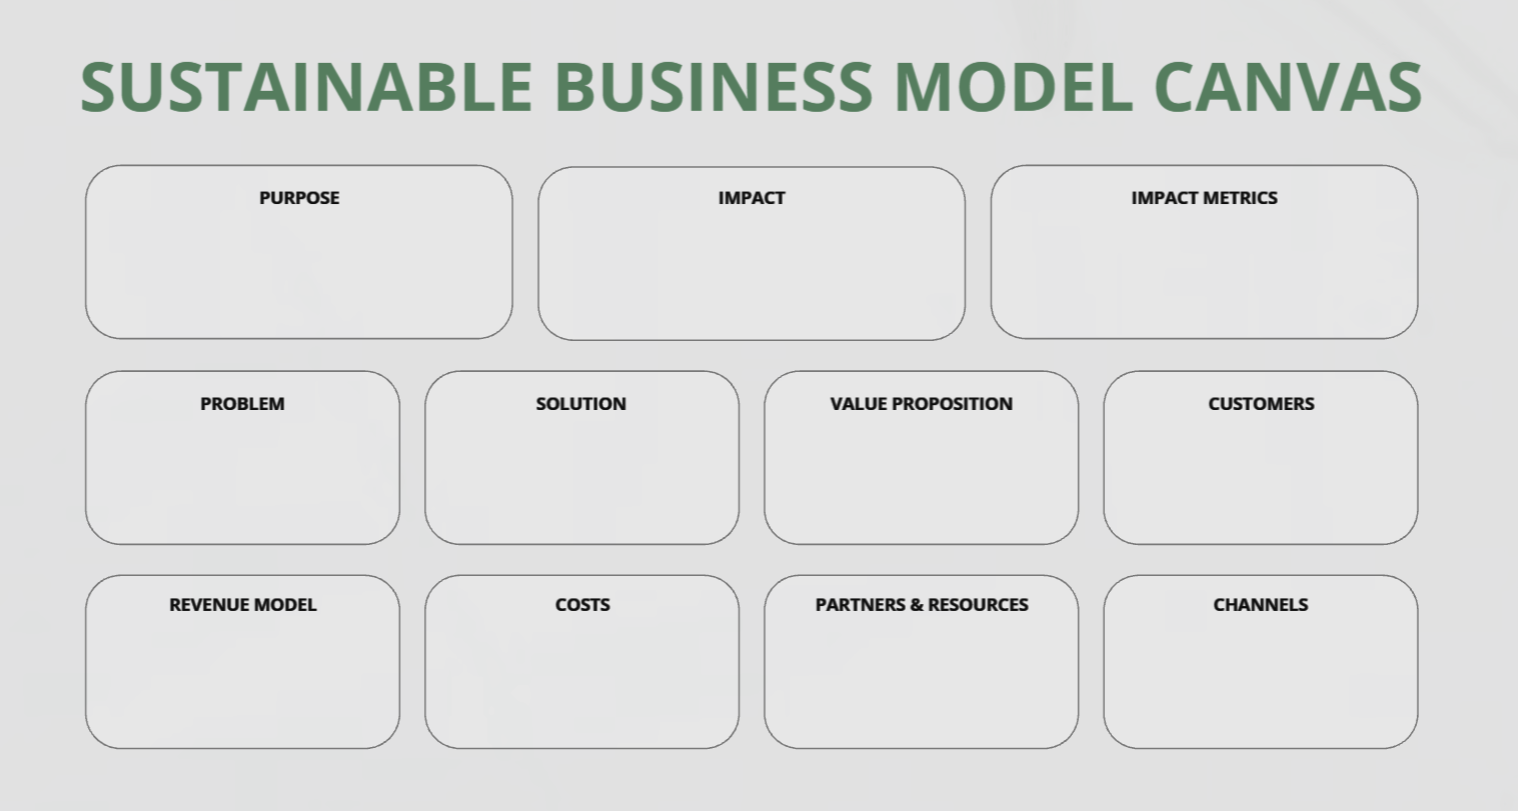 SUSTAINABLE BUSINESS MODEL CANVAS
PURPOSE
IMPACT
IMPACT METRICS
PROBLEM
SOLUTION
VALUE PROPOSITION
CUSTOMERS
REVENUE MODEL
COSTS
PARTNERS & RESOURCES
CHANNELS